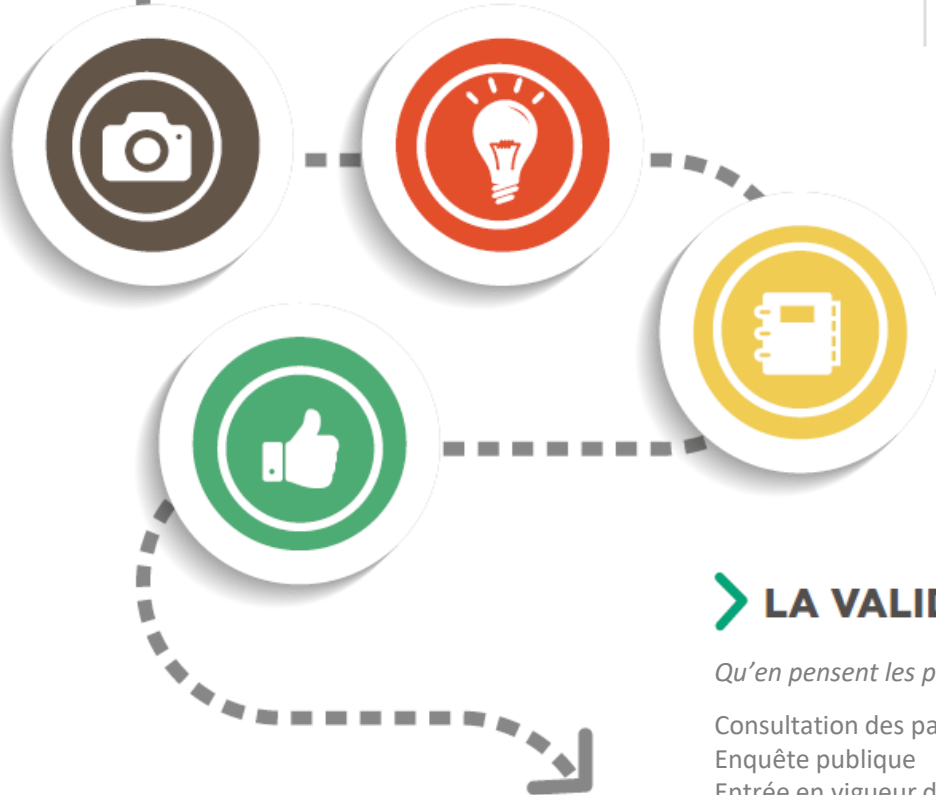 LA VALID
Qu'en pensent les p
Consultation des pa
Enquête publique
Entrée en vigueur d